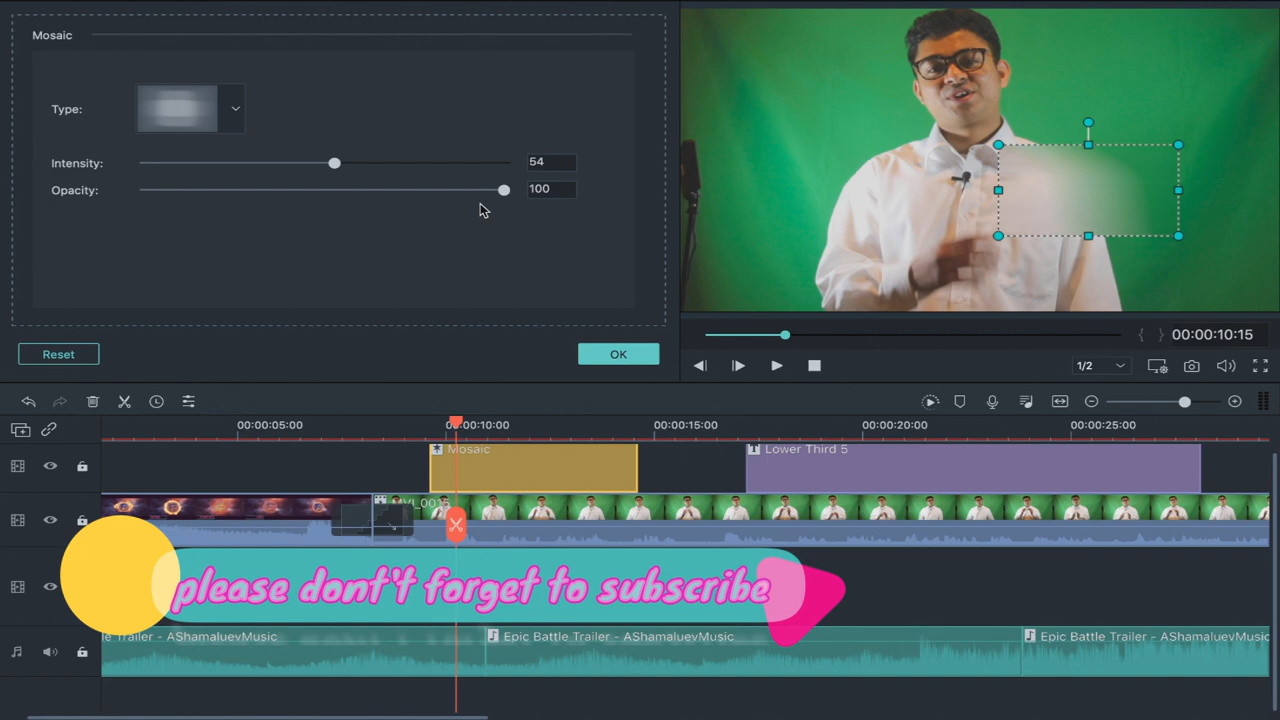 Mosaic
Type:
Intensity: 54
Opacity: 100
Reset
OK
00:00:10:15
1/2
00:00:05:00
00:00:10:00
00:00:15:00
00:00:20:00
00:00:25:00
Mosaic
T Lower Third 5
MVI_0015
please dont't forget to subscribe
le Trailer - AShamaluevMusic
Epic Battle Trailer - AShamaluevMusic
Epic Battle Trailer - AShamaluevMusic